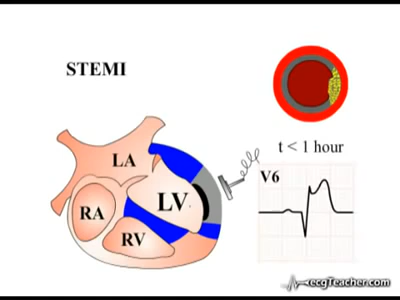 STEMI
t < 1 hour
LA
V6
LV
RA
RV
ecgTeacher.com